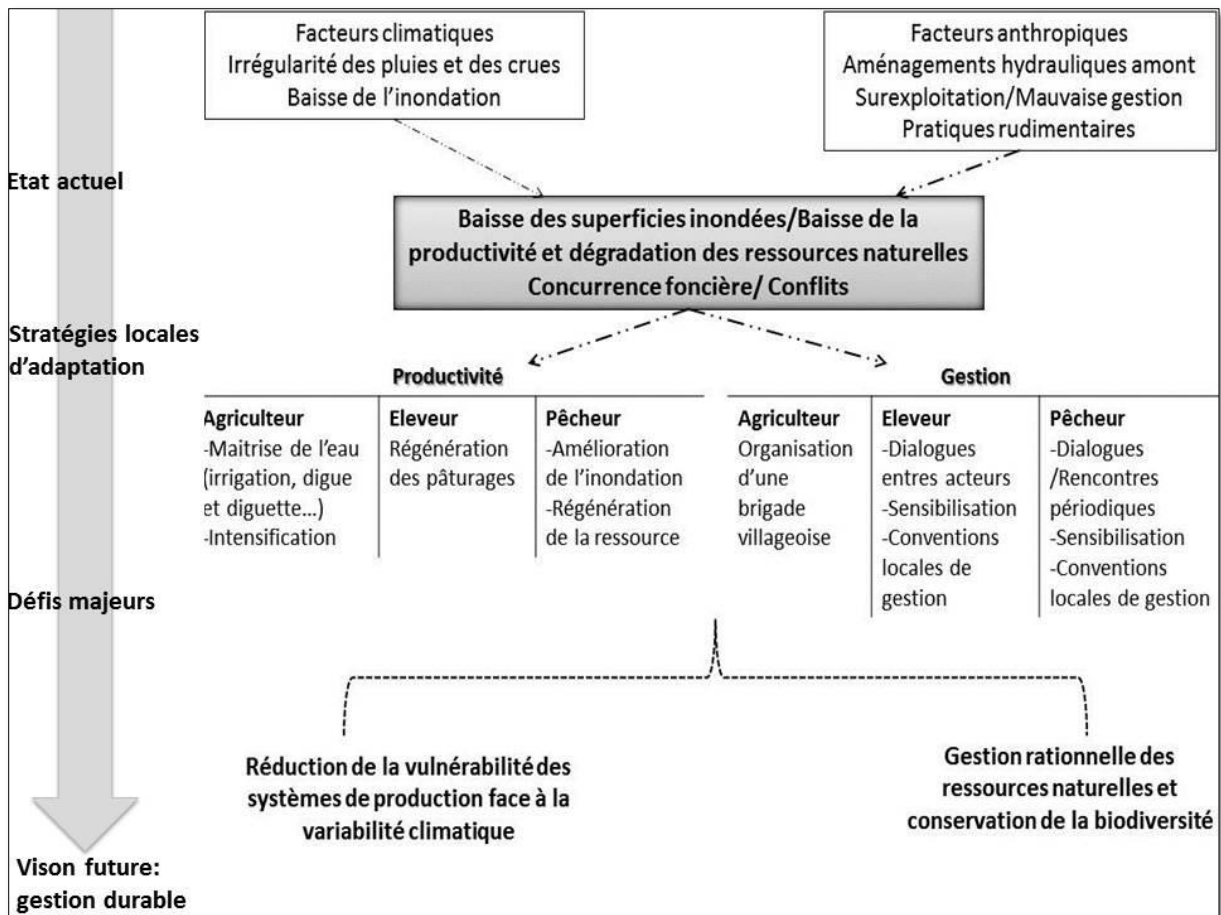 Facteurs climatiques
Irrégularité des pluies et des crues
Baisse de l'inondation
Facteurs anthropiques
Aménagements hydrauliques amont
Surexploitation/Mauvaise gestion
Pratiques rudimentaires
Etat actuel
Baisse des superficies inondées/Baisse de la
productivité et dégradation des ressources naturelles
Concurrence foncière/ Conflits
Stratégies locales
d'adaptation
Productivité
Agriculteur
-Maitrise de l'eau
(irrigation, digue
et diguette...)
-Intensification
Eleveur
Régénération
des pâturages
Pêcheur
-Amélioration
de l'inondation
-Régénération
de la ressource
Gestion
Agriculteur
Organisation
d'une
brigade
villageoise
Eleveur
-Dialogues
entres acteurs
-Sensibilisation
-Conventions
locales de
gestion
Pêcheur
-Dialogues
/Rencontres
périodiques
-Sensibilisation
-Conventions
locales de gestion
Défis majeurs
Réduction de la vulnérabilité des
systèmes de production face à la
variabilité climatique
Gestion rationnelle des
ressources naturelles et
conservation de la biodiversité
Vison future:
gestion durable